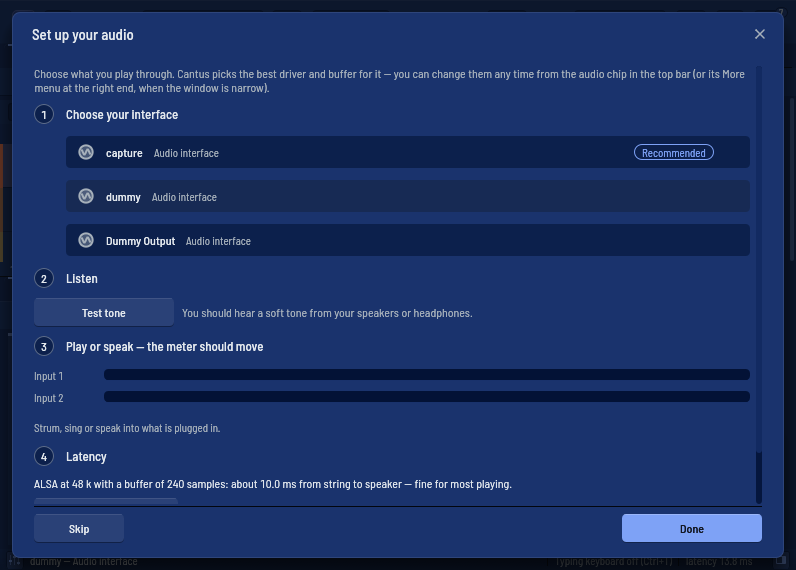 Set up your audio
Choose what you play through. Cantus picks the best driver and buffer for it — you can change them any time from the audio chip in the top bar (or its More
menu at the right end, when the window is narrow).
1 Choose your interface
capture Audio interface Recommended
dummy Audio interface
Dummy Output Audio interface
2 Listen
Test tone You should hear a soft tone from your speakers or headphones.
3 Play or speak — the meter should move
Input 1
Input 2
Strum, sing or speak into what is plugged in.
4 Latency
ALSA at 48 k with a buffer of 240 samples: about 10.0 ms from string to speaker — fine for most playing.
Skip Done
dummy — Audio interface Typing keyboard off (Ctrl+T) latency 13.6 ms